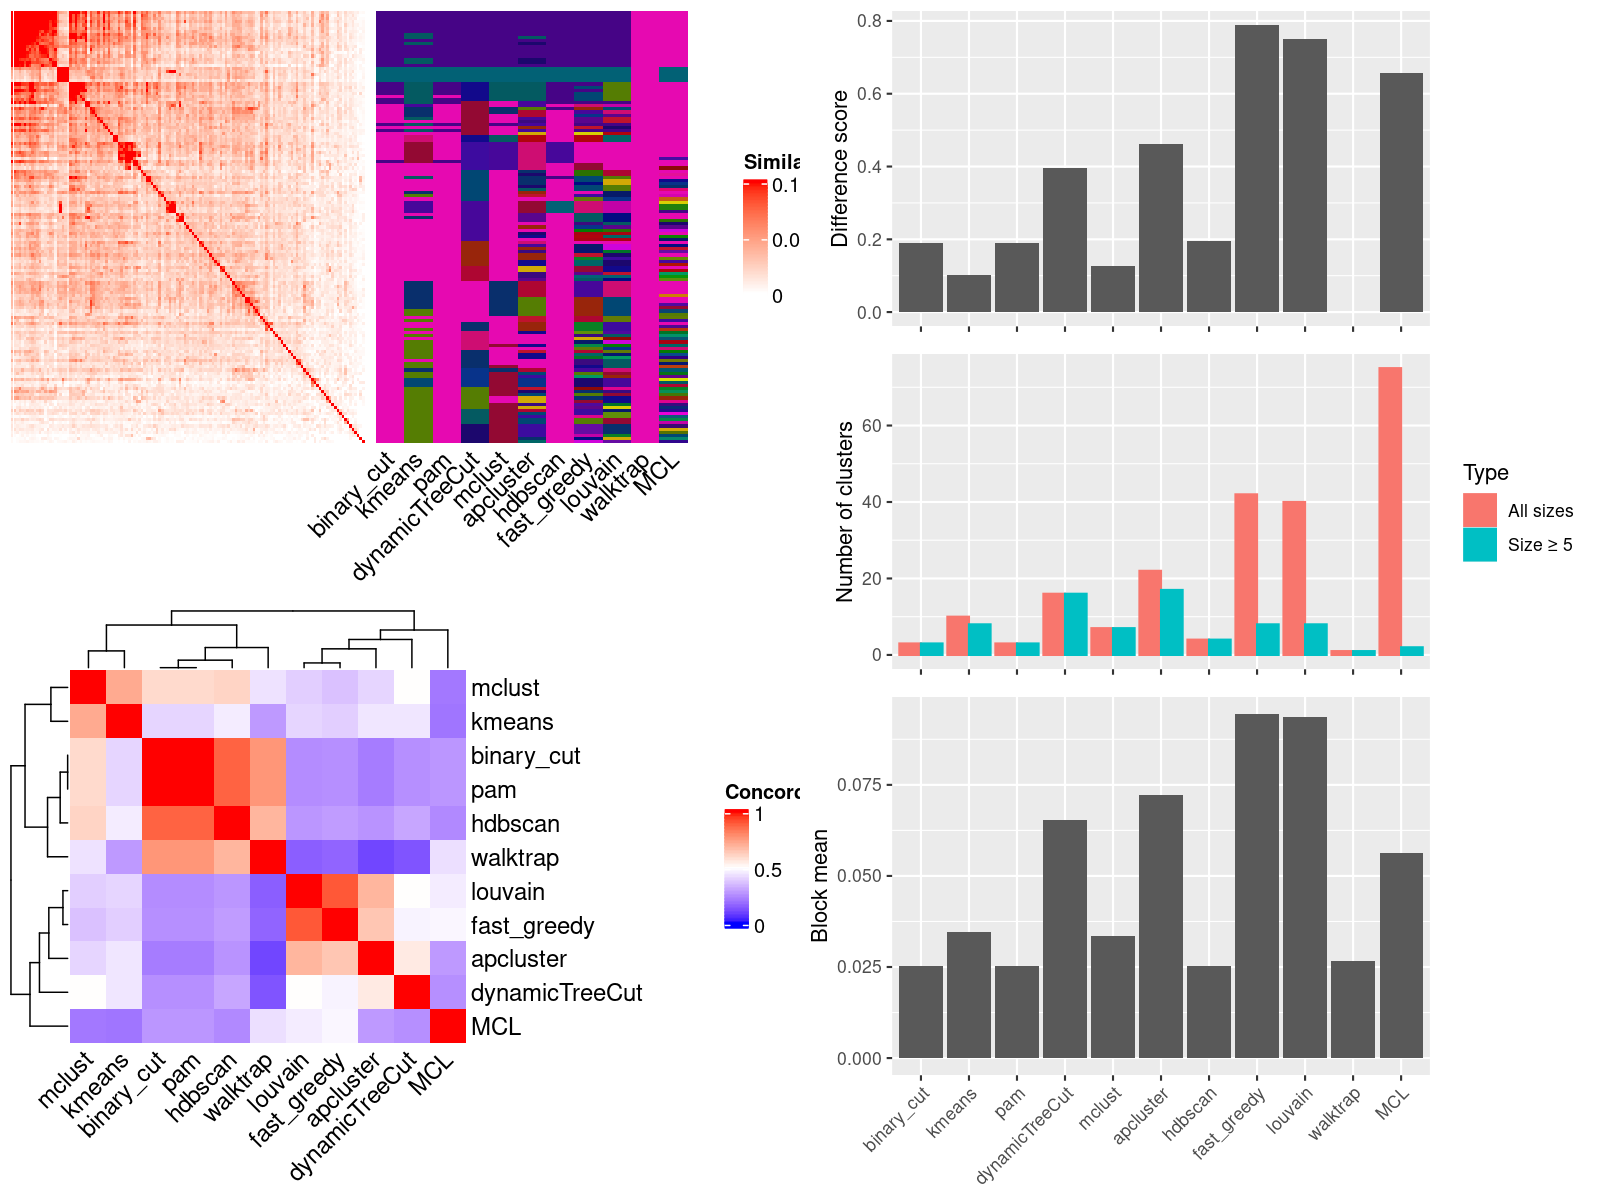 Simila
0.1
0.0
0
binary_cut
kmeans
pam
dynamicTreeCut
mclust
apcluster
hdbscan
fast_greedy
louvain
walktrap
MCL
mclust
kmeans
binary_cut
pam
hdbscan
walktrap
louvain
fast_greedy
apcluster
dynamicTreeCut
MCL
mclust
kmeans
binary_cut
pam
hdbscan
walktrap
louvain
fast_greedy
apcluster
dynamicTreeCut
MCL
Concord
1
0.5
0
Difference score
0.8
0.6
0.4
0.2
0.0
Number of clusters
60
40
20
0
Type
All sizes
Size ≥ 5
Block mean
0.075
0.050
0.025
0.000
binary_cut
kmeans
pam
dynamicTreeCut
mclust
apcluster
hdbscan
fast_greedy
louvain
walktrap
MCL